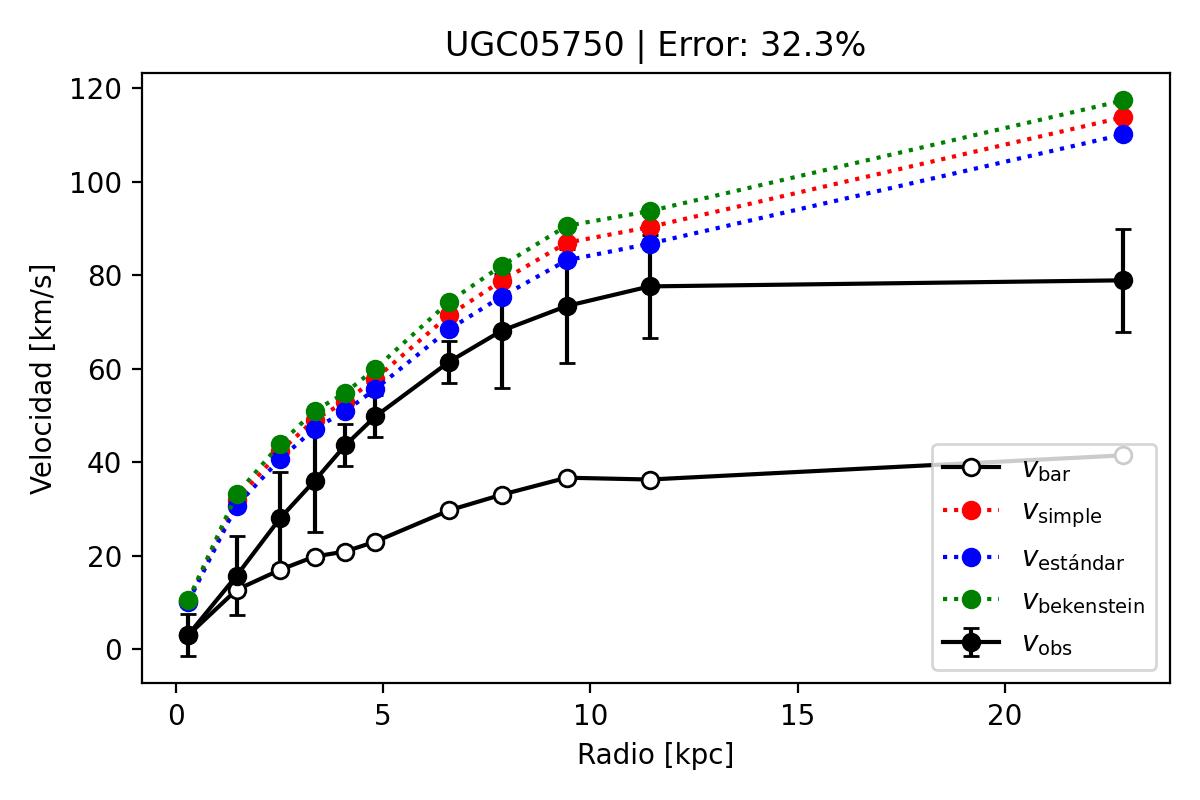 UGC05750 | Error: 32.3%
Velocidad [km/s]
120
100
80
60
40
20
0
0 5 10 15 20
Radio [kpc]
v_bar
v_simple
v_estándar
v_bekenstein
v_obs